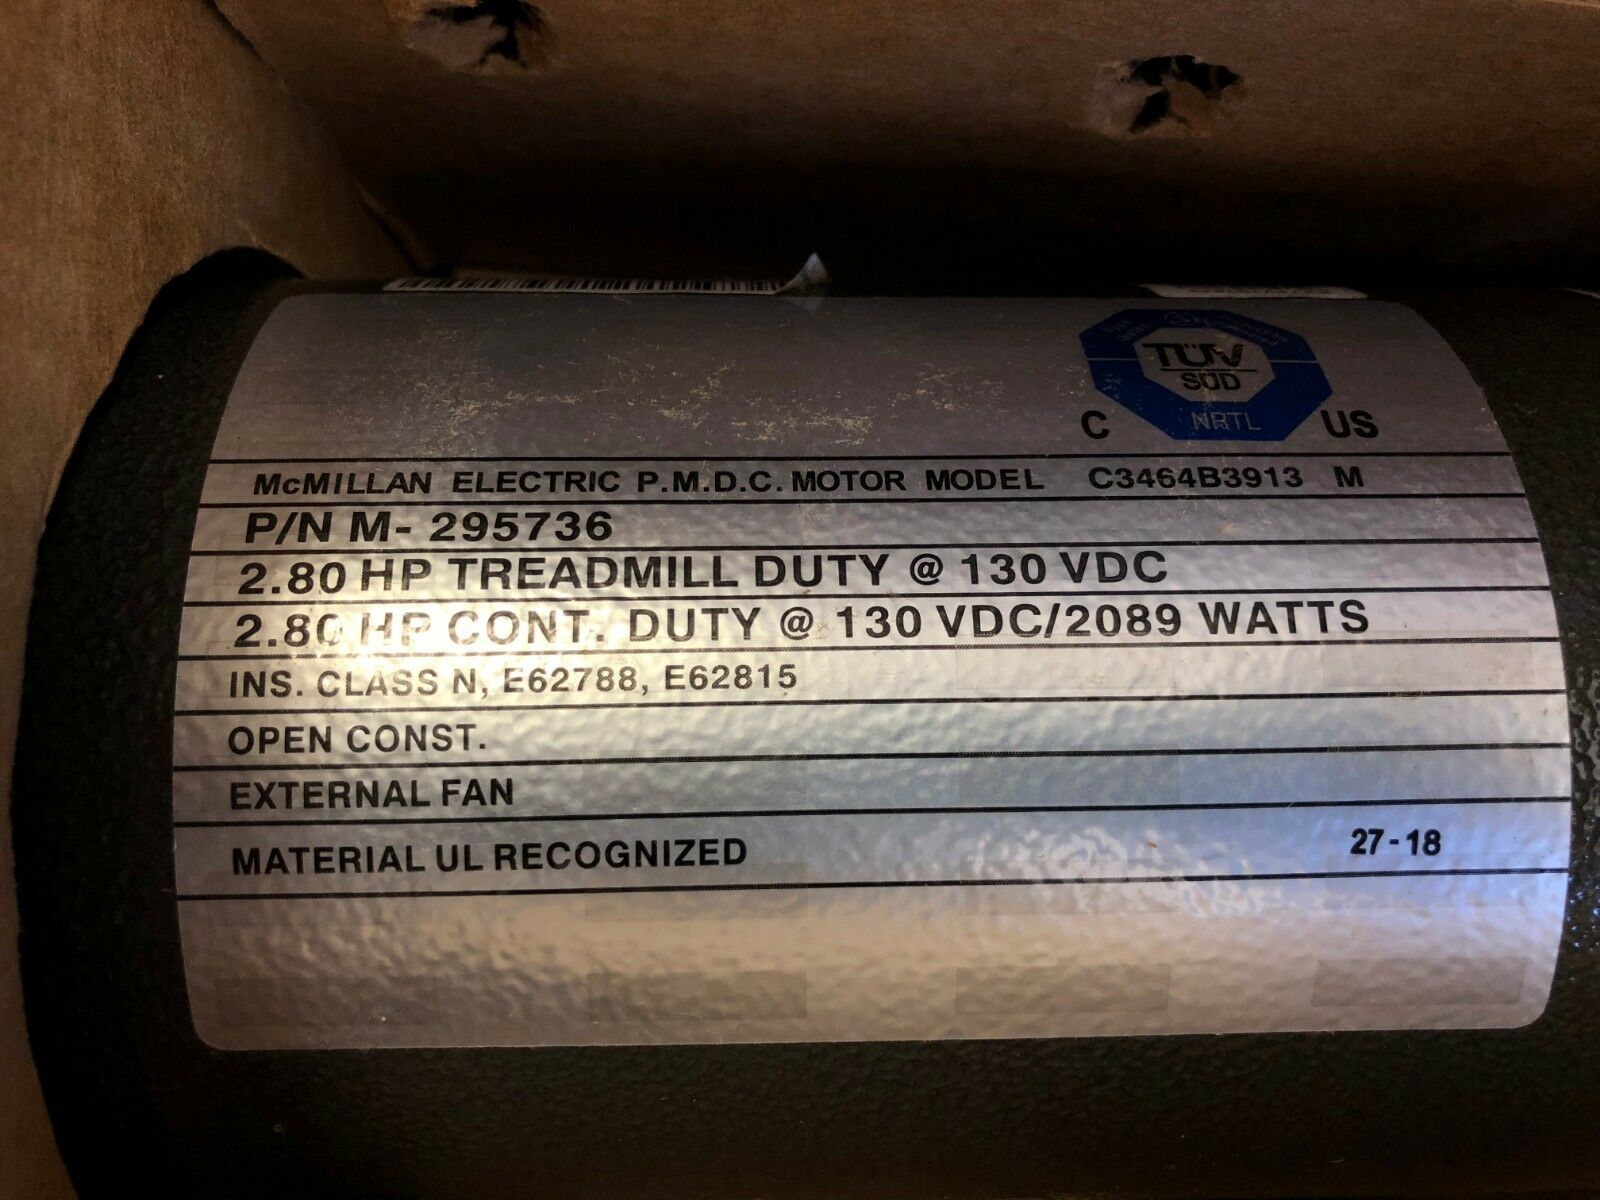 TÜV
SÜD
NRTL
C US
McMILLAN ELECTRIC P.M.D.C. MOTOR MODEL C3464B3913 M
P/N M- 295736
2.80 HP TREADMILL DUTY @ 130 VDC
2.80 HP CONT. DUTY @ 130 VDC/2089 WATTS
INS. CLASS N, E62788, E62815
OPEN CONST.
EXTERNAL FAN
MATERIAL UL RECOGNIZED 27-18